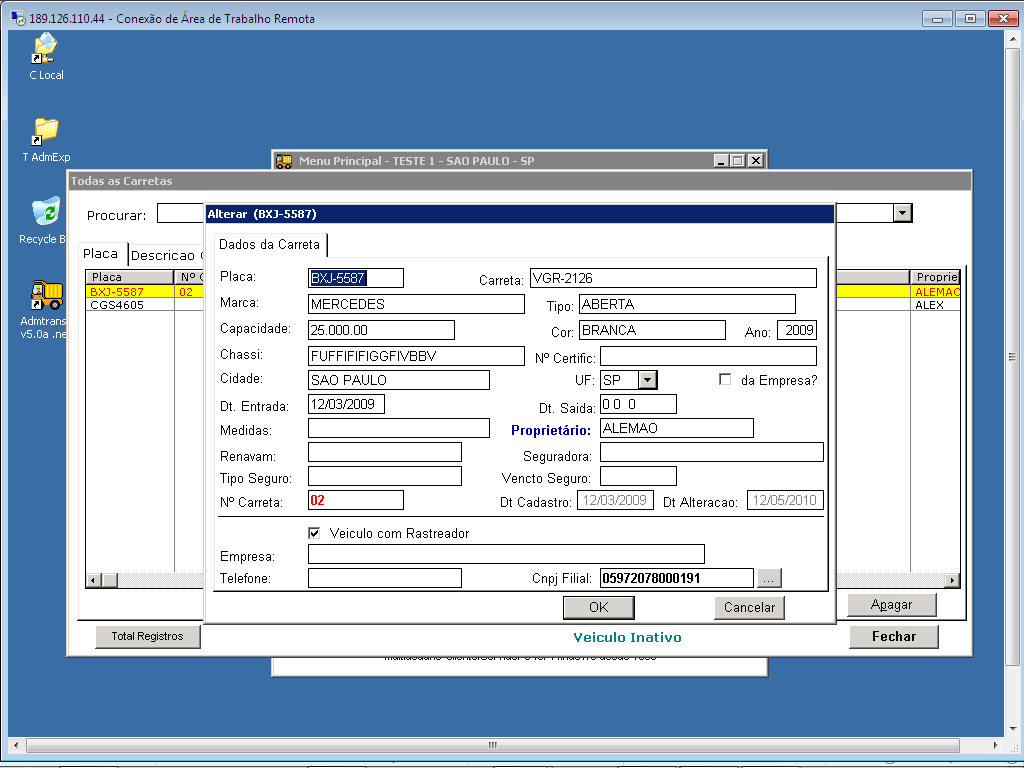 189.126.110.44 - Conexão de Área de Trabalho Remota
C Local
T AdmExp
Recycle B
Admtrans
v5.0a .ne
Menu Principal - TESTE 1 - SAO PAULO - SP
Todas as Carretas
Procurar:
Placa
Descricao
Placa Nº Proprie
BXJ-5587 02 ALEMAO
CGS4605 ALEX
Alterar (BXJ-5587)
Dados da Carreta
Placa: BXJ-5587 Carreta: VGR-2126
Marca: MERCEDES Tipo: ABERTA
Capacidade: 25.000.00 Cor: BRANCA Ano: 2009
Chassi: FUFFIFIFIGGFIVBBV Nº Certific:
Cidade: SAO PAULO UF: SP da Empresa?
Dt. Entrada: 12/03/2009 Dt. Saida: 0 0 0
Medidas: Proprietário: ALEMAO
Renavam: Seguradora:
Tipo Seguro: Vencto Seguro:
Nº Carreta: 02 Dt Cadastro: 12/03/2009 Dt Alteracao: 12/05/2010
Veiculo com Rastreador
Empresa:
Telefone: Cnpj Filial: 05972078000191 ...
OK Cancelar
Apagar
Total Registros Veiculo Inativo Fechar